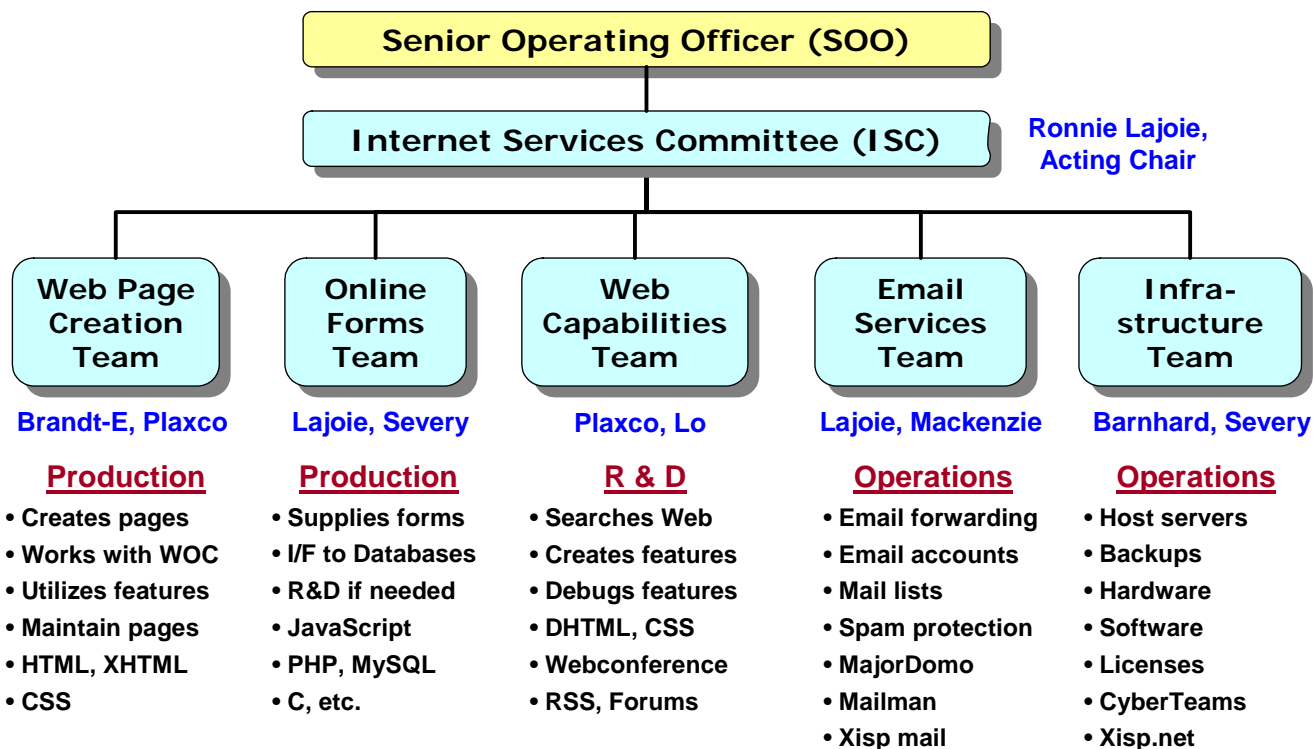 Senior Operating Officer (SOO)
Internet Services Committee (ISC)
Ronnie Lajoie,
Acting Chair
Web Page
Creation
Team
Brandt-E, Plaxco
Production
• Creates pages
• Works with WOC
• Utilizes features
• Maintain pages
• HTML, XHTML
• CSS
Online
Forms
Team
Lajoie, Severy
Production
• Supplies forms
• I/F to Databases
• R&D if needed
• JavaScript
• PHP, MySQL
• C, etc.
Web
Capabilities
Team
Plaxco, Lo
R & D
• Searches Web
• Creates features
• Debugs features
• DHTML, CSS
• Webconference
• RSS, Forums
Email
Services
Team
Lajoie, Mackenzie
Operations
• Email forwarding
• Email accounts
• Mail lists
• Spam protection
• MajorDomo
• Mailman
• Xisp mail
Infra-
structure
Team
Barnhard, Severy
Operations
• Host servers
• Backups
• Hardware
• Software
• Licenses
• CyberTeams
• Xisp.net